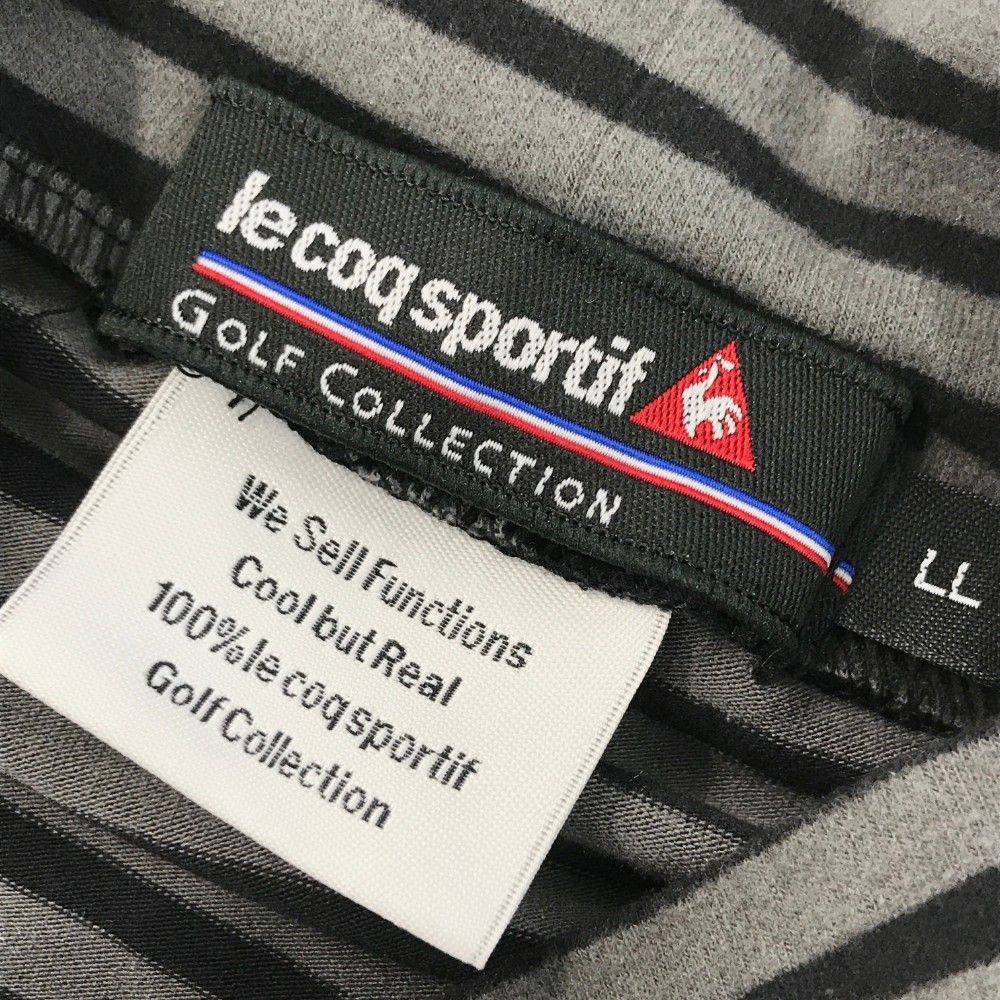 le coq sportif
GOLF COLLECTION
LL
We Sell Functions
Cool but Real
100% le coq sportif
Golf Collection